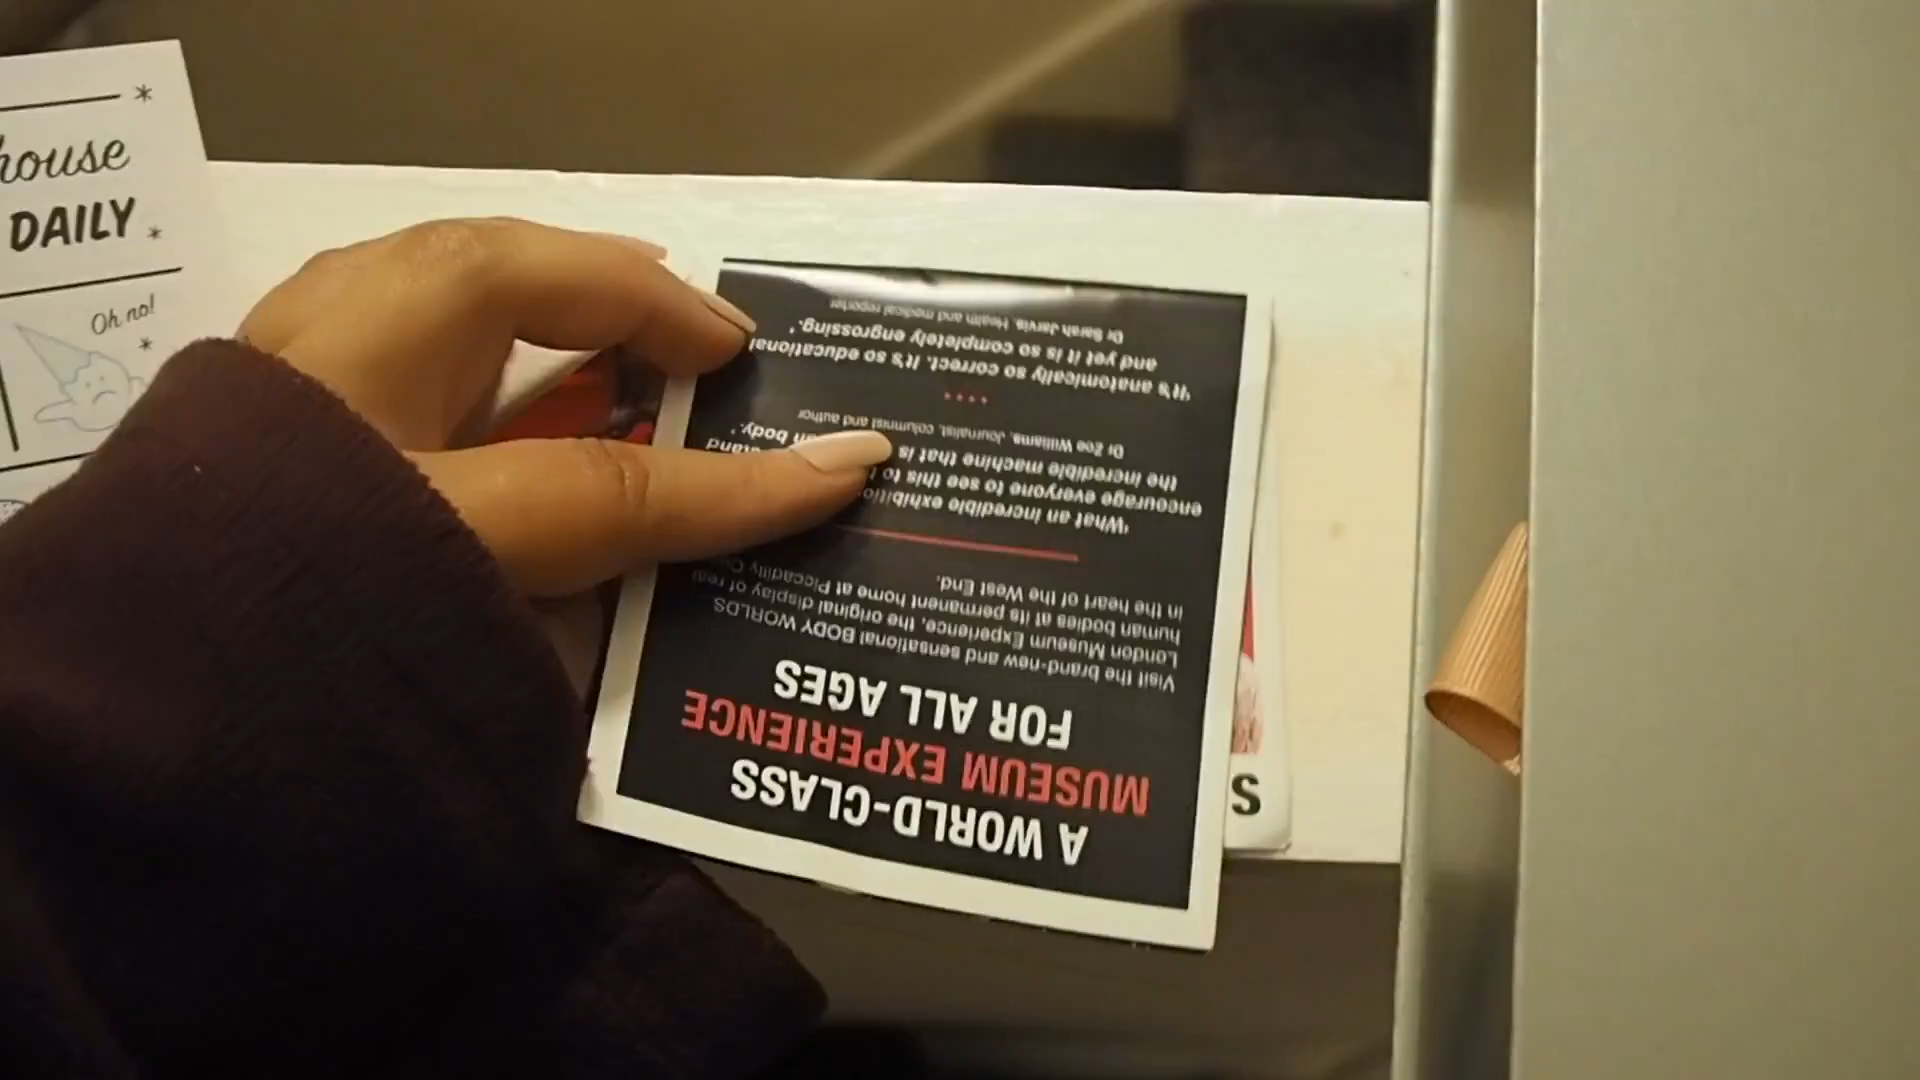 house
DAILY
Oh no!
A WORLD-CLASS
MUSEUM EXPERIENCE
FOR ALL AGES
Visit the brand-new and sensational BODY WORLDS
London Museum Experience, the original display of real
human bodies at its permanent home at Piccadilly
in the heart of the West End.
'What an incredible
encourage everyone to see this to
the incredible machine that is body.'
Dr Zoe Williams, Journalist, columnist and author
'It's anatomically so correct, it's so educational
and yet it is so completely engrossing.'
Dr Sarah Jarvis, Health and medical reporter
S